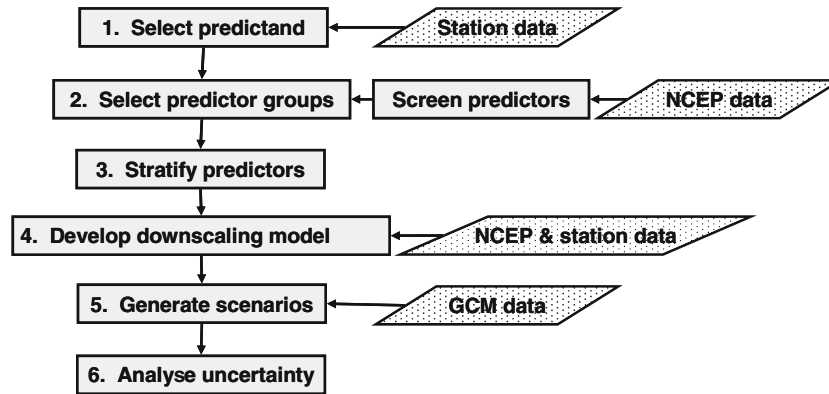 1. Select predictand
Station data
2. Select predictor groups
Screen predictors
NCEP data
3. Stratify predictors
4. Develop downscaling model
NCEP & station data
5. Generate scenarios
GCM data
6. Analyse uncertainty